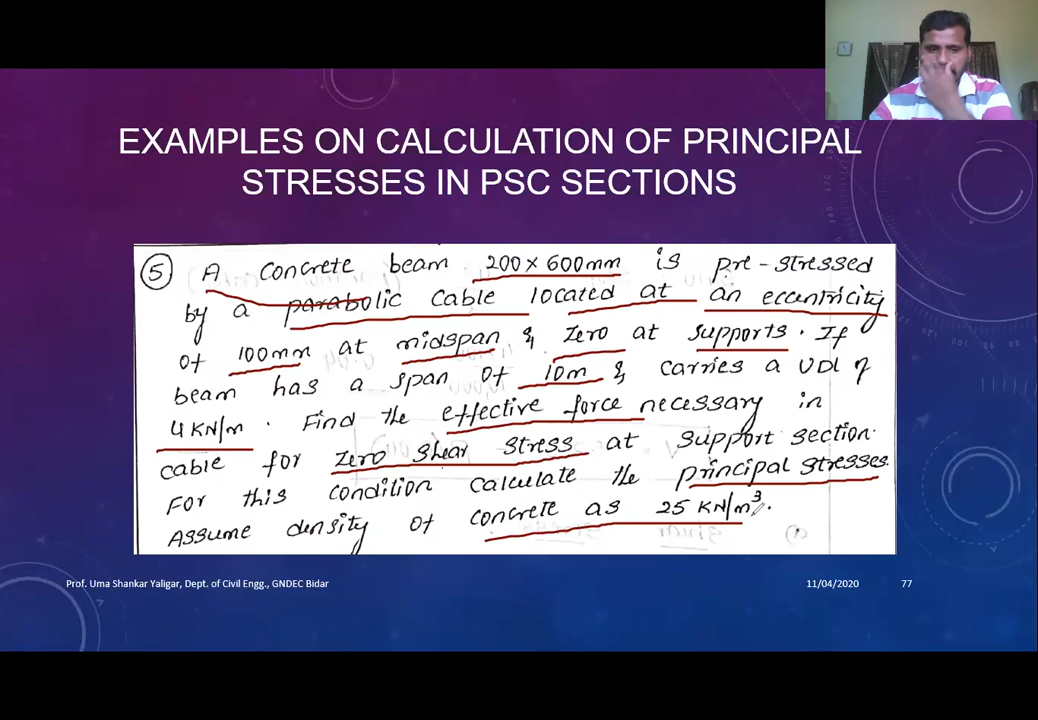 EXAMPLES ON CALCULATION OF PRINCIPAL
STRESSES IN PSC SECTIONS
⑤ A concrete beam 200 × 600mm is pre-stressed
by a parabolic cable located at an eccentricity
of 100mm at midspan & zero at supports. If
beam has a span of 10m & carries a UDL of
4 KN/m. Find the effective force necessary in
cable for zero shear stress at support section.
For this condition calculate the principal stresses.
Assume density of concrete as 25 KN/m³.
Prof. Uma Shankar Yaligar, Dept. of Civil Engg., GNDEC Bidar 11/04/2020 77